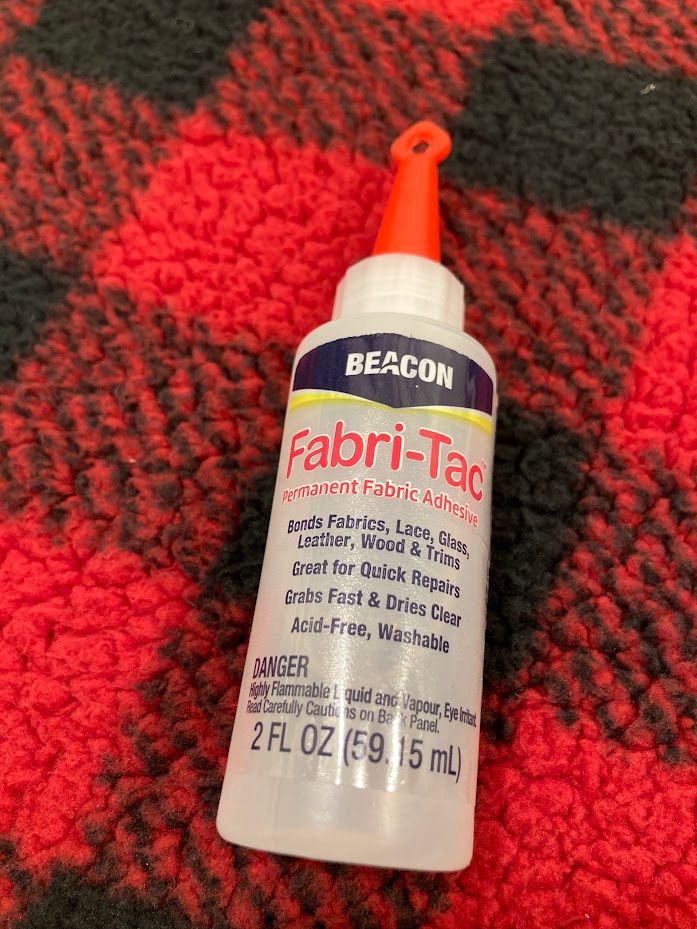 BEACON
Fabri-Tac™
Permanent Fabric Adhesive
Bonds Fabrics, Lace, Glass,
Leather, Wood & Trims
Great for Quick Repairs
Grabs Fast & Dries Clear
Acid-Free, Washable
DANGER
Highly Flammable Liquid and Vapour, Eye Irritant
Read Carefully Cautions on Back Panel.
2 FL OZ (59.15 mL)